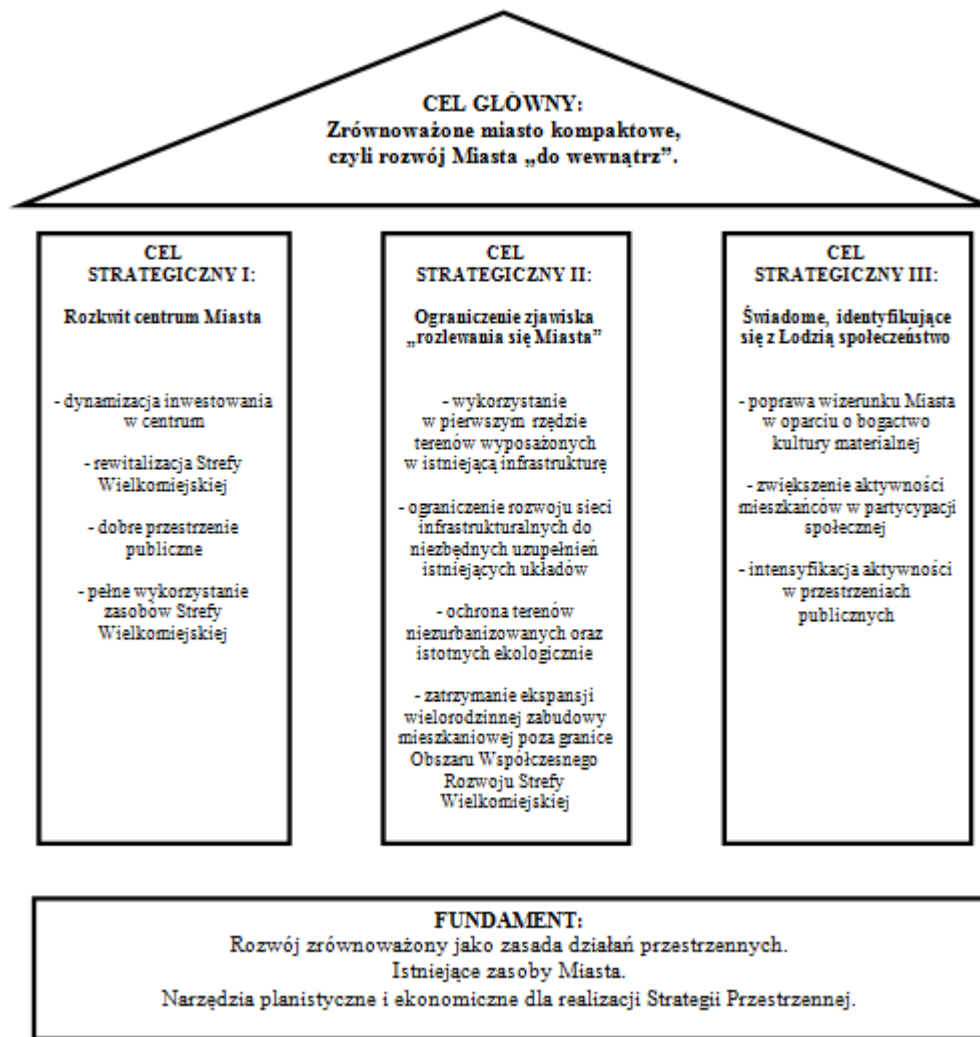 CEL GŁÓWNY:
Zrównoważone miasto kompaktowe,
czyli rozwój Miasta „do wewnątrz”.
CEL
STRATEGICZNY I:
Rozkwit centrum Miasta
- dynamizacja inwestowania
w centrum
- rewitalizacja Strefy
Wielkomiejskiej
- dobre przestrzenie
publiczne
- pełne wykorzystanie
zasobów Strefy
Wielkomiejskiej
CEL
STRATEGICZNY II:
Ograniczenie zjawiska
„rozlewania się Miasta”
- wykorzystanie
w pierwszym rzędzie
terenów wyposażonych
w istniejącą infrastrukturę
- ograniczenie rozwoju sieci
infrastrukturalnych do
niezbędnych uzupełnień
istniejących układów
- ochrona terenów
niezurbanizowanych oraz
istotnych ekologicznie
- zatrzymanie ekspansji
wielorodzinnej zabudowy
mieszkaniowej poza granice
Obszaru Współczesnego
Rozwoju Strefy
Wielkomiejskiej
CEL
STRATEGICZNY III:
Świadome, identyfikujące
się z Łodzią społeczeństwo
- poprawa wizerunku Miasta
w oparciu o bogactwo
kultury materialnej
- zwiększenie aktywności
mieszkańców w partycypacji
społecznej
- intensyfikacja aktywności
w przestrzeniach
publicznych
FUNDAMENT:
Rozwój zrównoważony jako zasada działań przestrzennych.
Istniejące zasoby Miasta.
Narzędzia planistyczne i ekonomiczne dla realizacji Strategii Przestrzennej.